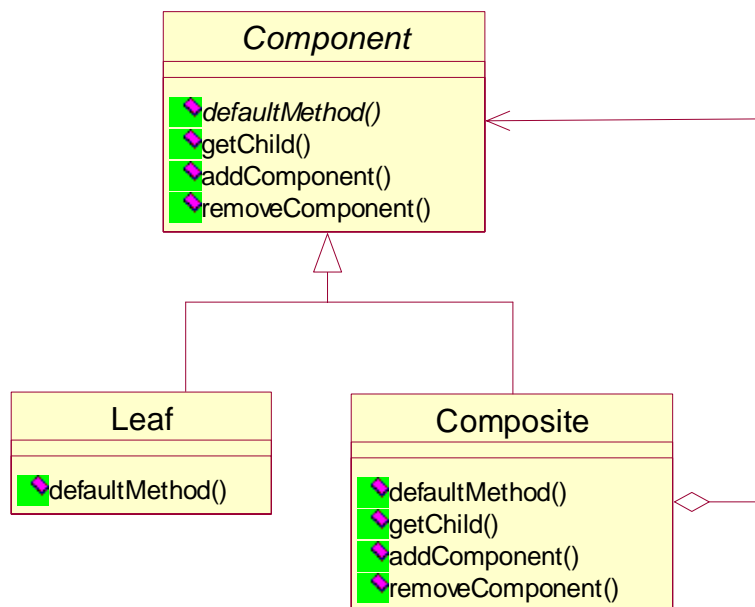 Component
defaultMethod()
getChild()
addComponent()
removeComponent()
Leaf
defaultMethod()
Composite
defaultMethod()
getChild()
addComponent()
removeComponent()